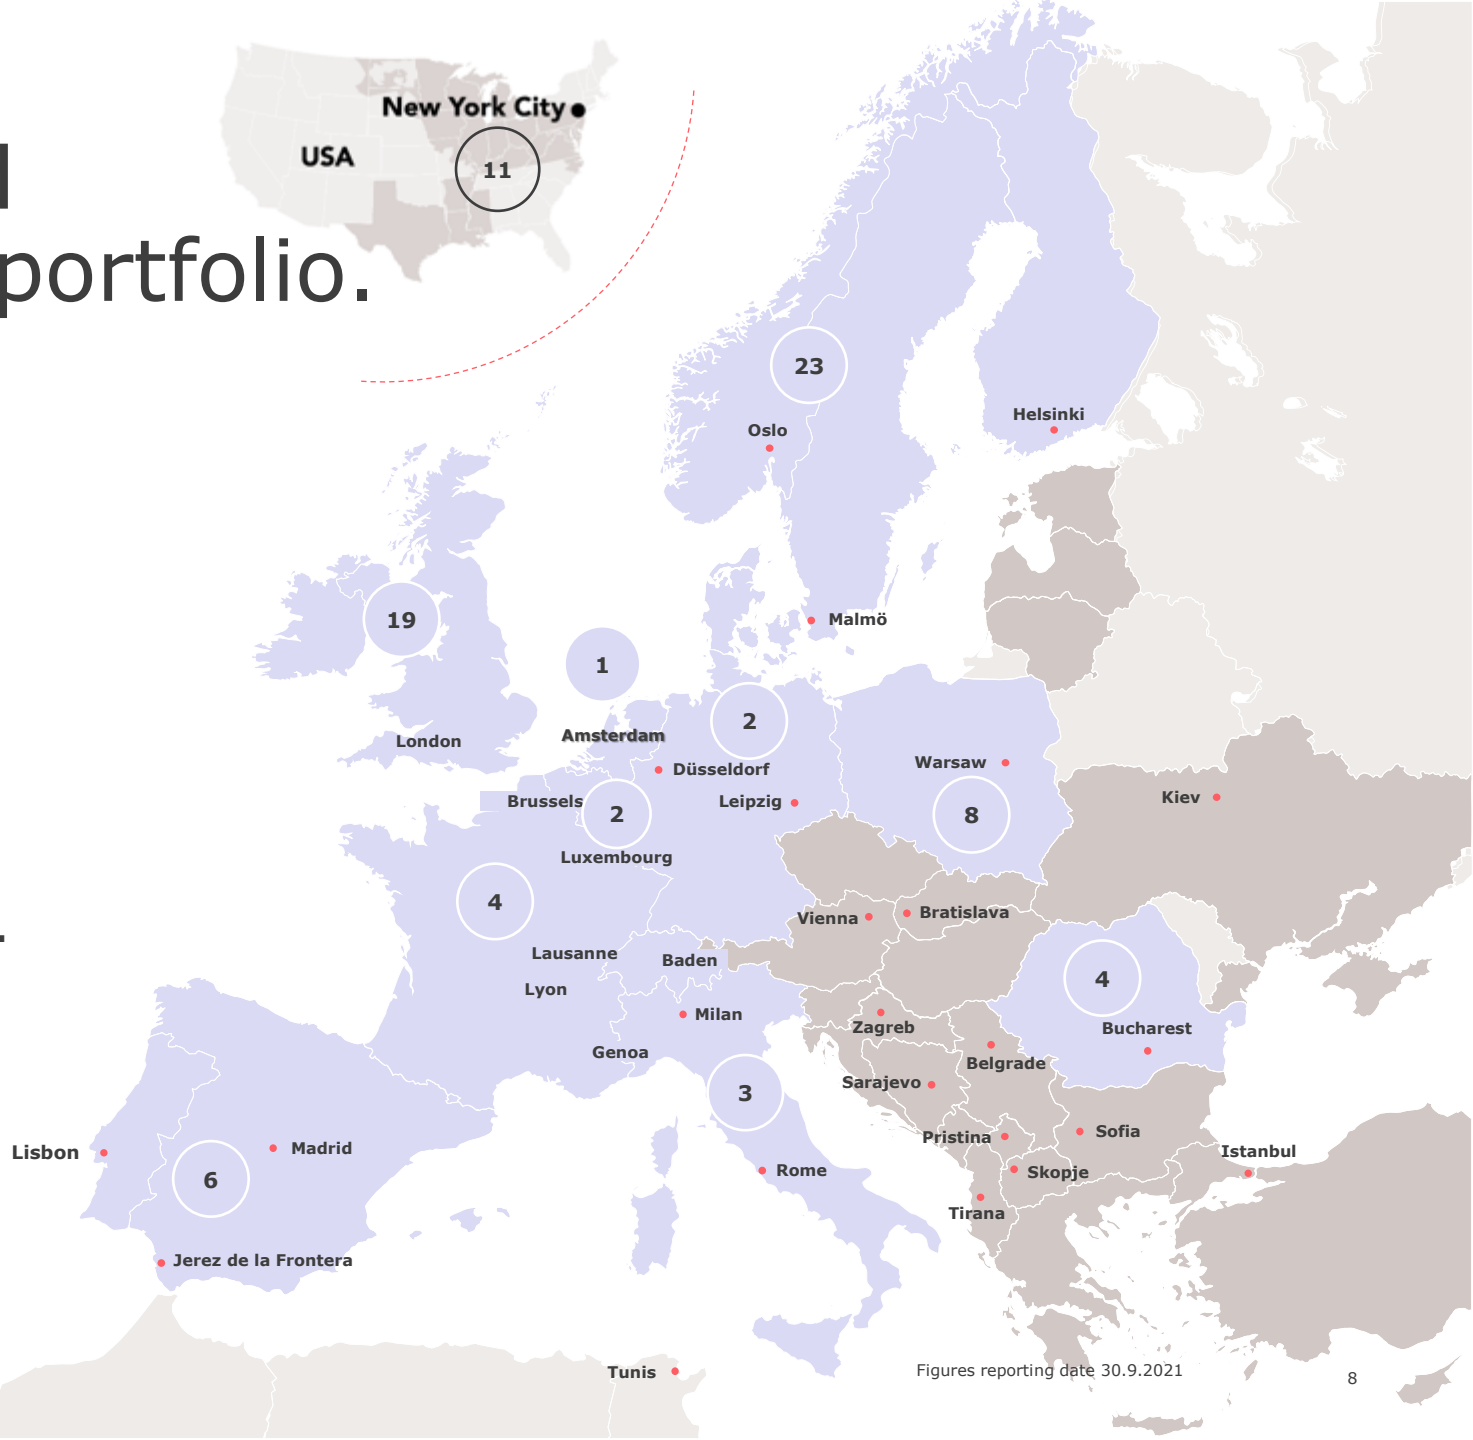 New York City
USA
11
portfolio.
23
Helsinki
Oslo
19
Malmö
1
2
Amsterdam
London
Warsaw
Düsseldorf
Kiev
Brussels
2
Leipzig
8
Luxembourg
4
Vienna
Bratislava
Lausanne
Baden
4
Lyon
Milan
Zagreb
Bucharest
Genoa
Belgrade
Sarajevo
3
Pristina
Sofia
Lisbon
Madrid
Istanbul
6
Rome
Skopje
Tirana
Jerez de la Frontera
Tunis
Figures reporting date 30.9.2021
8